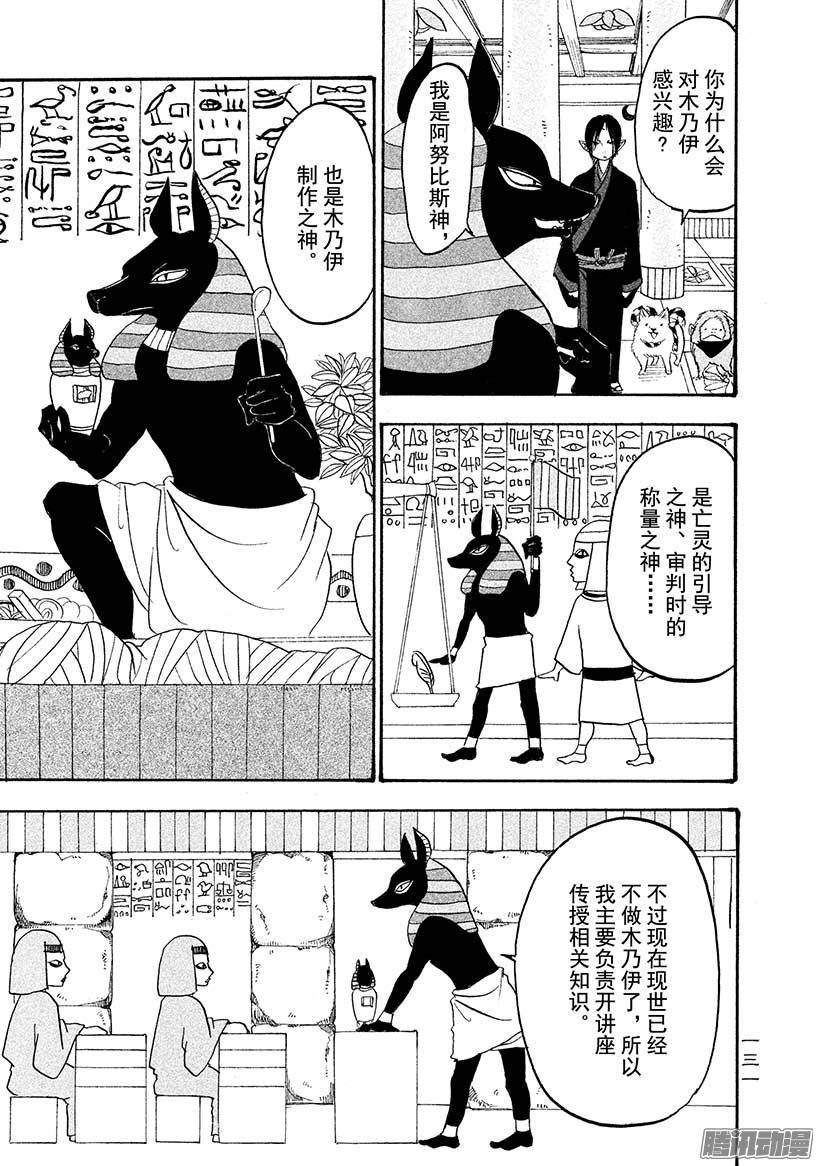 你为什么会
对木乃伊
感兴趣？
我是阿努比斯神，
是亡灵的引导
之神、审判时的
称量之神……
也是木乃伊
制作之神。
不过现在现世已经
不做木乃伊了，所以
我主要负责开讲座
传授相关知识。
一三一
腾讯动漫